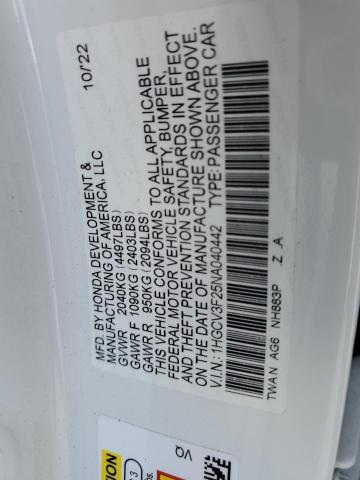 MFD. BY HONDA DEVELOPMENT & 10/22
MANUFACTURING OF AMERICA, LLC
GVWR 2040KG (4497LBS)
GAWR F 1090KG (2403LBS)
GAWR R 950KG (2094LBS)
THIS VEHICLE CONFORMS TO ALL APPLICABLE
FEDERAL MOTOR VEHICLE SAFETY, BUMPER,
AND THEFT PREVENTION STANDARDS IN EFFECT
ON THE DATE OF MANUFACTURE SHOWN ABOVE.
V.I.N: 1HGCV3F25NA040442 TYPE: PASSENGER CAR
TWAN AG6 NH883P Z A
VQ